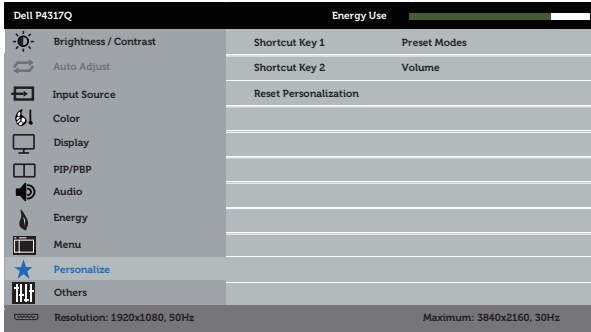 Dell P4317Q Energy Use
Brightness / Contrast Shortcut Key 1 Preset Modes
Auto Adjust Shortcut Key 2 Volume
Input Source Reset Personalization
Color
Display
PIP/PBP
Audio
Energy
Menu
Personalize
Others
Resolution: 1920x1080, 50Hz Maximum: 3840x2160, 30Hz